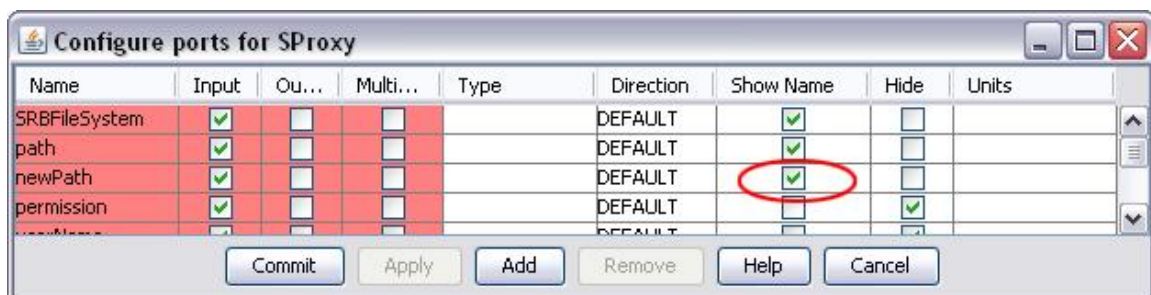 Configure ports for SProxy
Name Input Ou... Multi... Type Direction Show Name Hide Units
SRBFileSystem DEFAULT
path DEFAULT
newPath DEFAULT
permission DEFAULT
DEFAULT
Commit Apply Add Remove Help Cancel